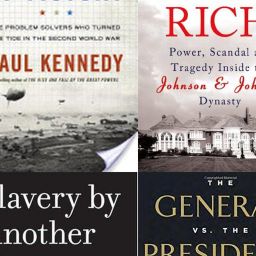 E PROBLEM SOLVERS WHO TURNED
E TIDE IN THE SECOND WORLD WAR
AUL KENNEDY
selling author of THE RISE AND FALL OF THE GREAT POWERS
RICH
Power, Scandal a
Tragedy Inside t
Johnson & Joh
Dynasty
lavery by
nother
THE
GENERA
VS. THE
PRESIDE